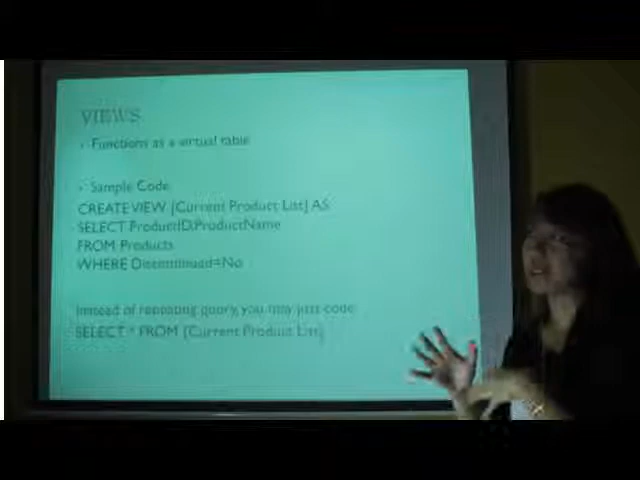 VIEWS
Functions as a virtual table
Sample Code
CREATE VIEW [Current Product List] AS
SELECT ProductID,ProductName
FROM Products
WHERE Discontinued=No
Instead of repeating query, you may just code
SELECT * FROM [Current Product List]